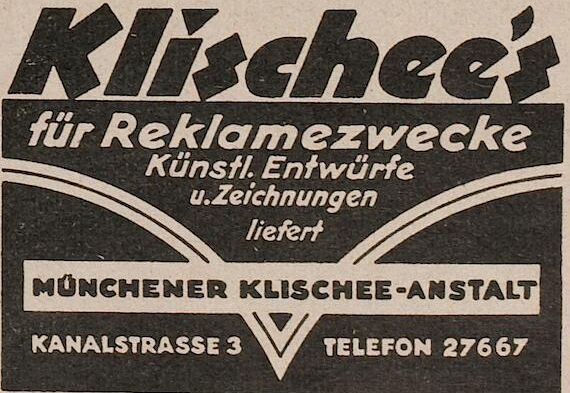 Klischee's
für Reklamezwecke
Künstl. Entwürfe
u. Zeichnungen
liefert
MÜNCHENER KLISCHEE-ANSTALT
KANALSTRASSE 3 TELEFON 27667